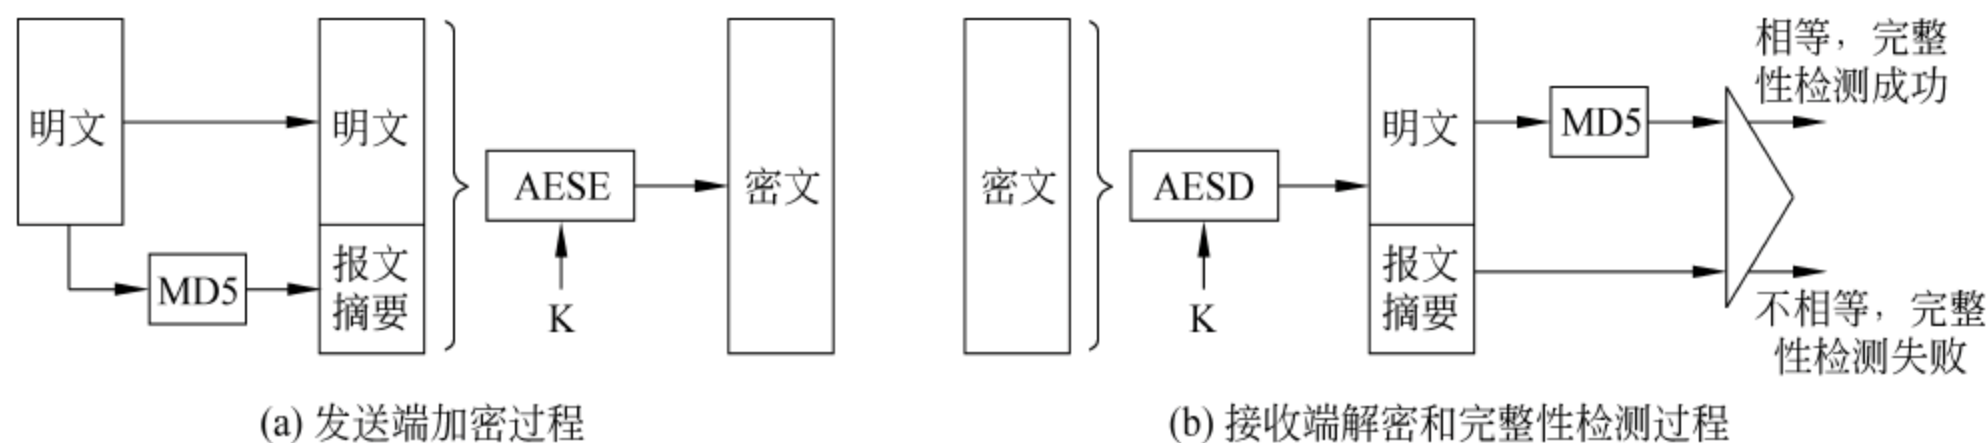 明文
MD5
明文
报文
摘要
AESE
K
密文
(a) 发送端加密过程
密文
AESD
K
明文
报文
摘要
MD5
相等，完整
性检测成功
不相等，完整
性检测失败
(b) 接收端解密和完整性检测过程